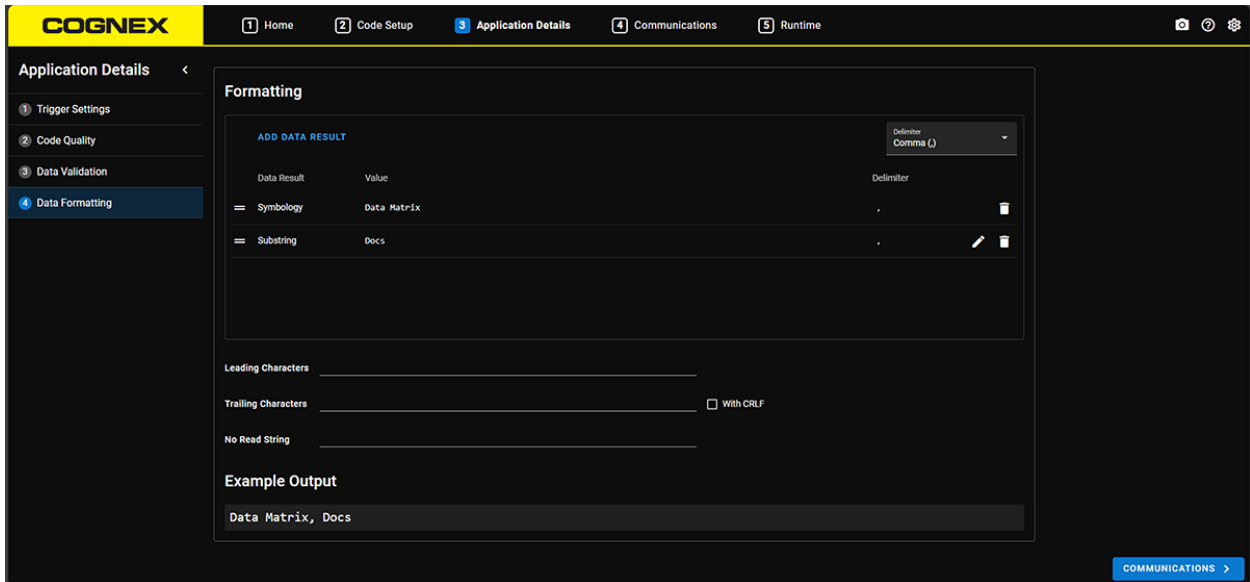 COGNEX
1 Home 2 Code Setup 3 Application Details 4 Communications 5 Runtime
Application Details
1 Trigger Settings
2 Code Quality
3 Data Validation
4 Data Formatting
Formatting
ADD DATA RESULT
Delimiter
Comma (,)
Data Result Value Delimiter
Symbology Data Matrix ,
Substring Docs ,
Leading Characters
Trailing Characters With CRLF
No Read String
Example Output
Data Matrix, Docs
COMMUNICATIONS